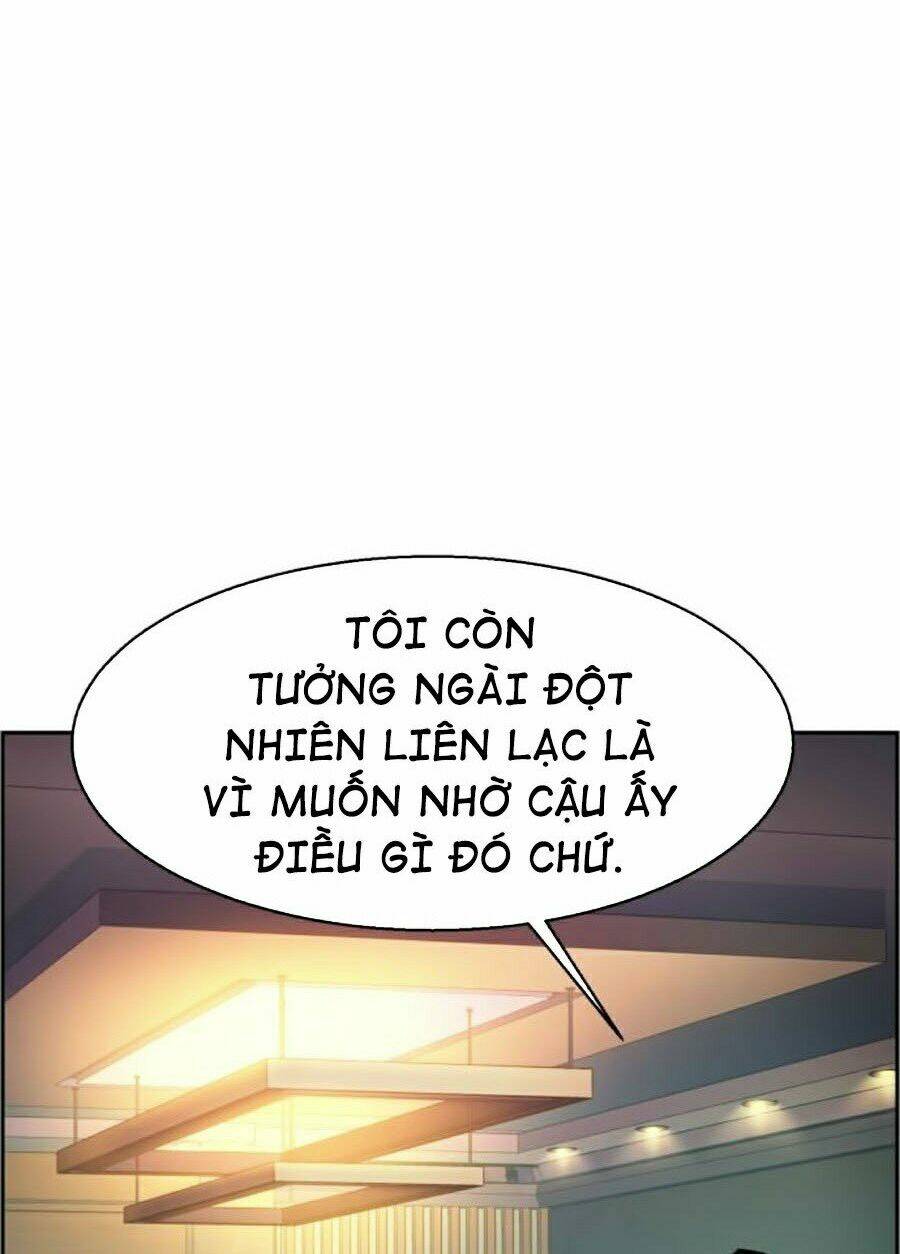 TÔI CÒN
TƯỞNG NGÀI ĐỘT
NHIÊN LIÊN LẠC LÀ
VÌ MUỐN NHỜ CẬU ẤY
ĐIỀU GÌ ĐÓ CHỨ.